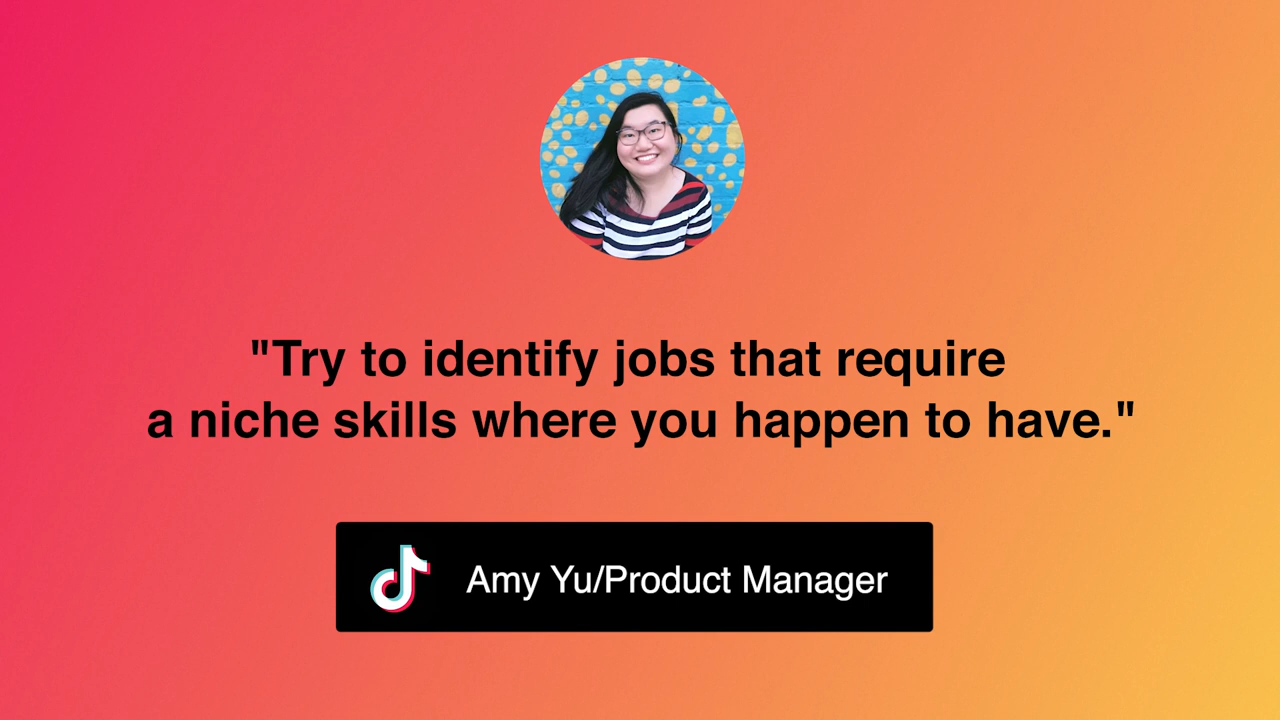 "Try to identify jobs that require
a niche skills where you happen to have."
Amy Yu/Product Manager